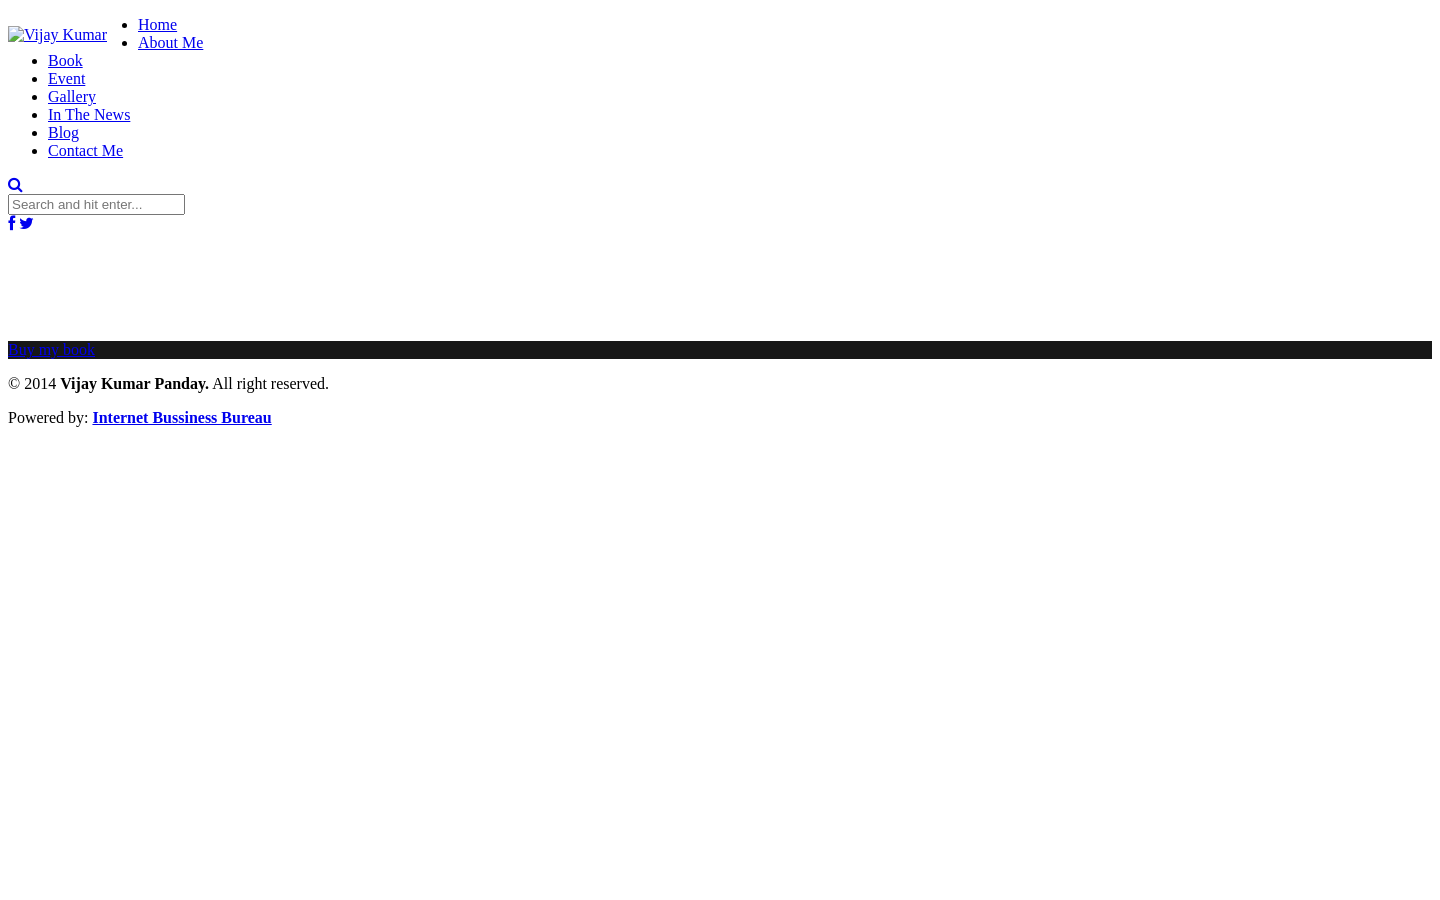 Vijay Kumar
Home
About Me
Book
Event
Gallery
In The News
Blog
Contact Me
Search and hit enter...
Buy my book
© 2014 Vijay Kumar Panday. All right reserved.
Powered by: Internet Bussiness Bureau